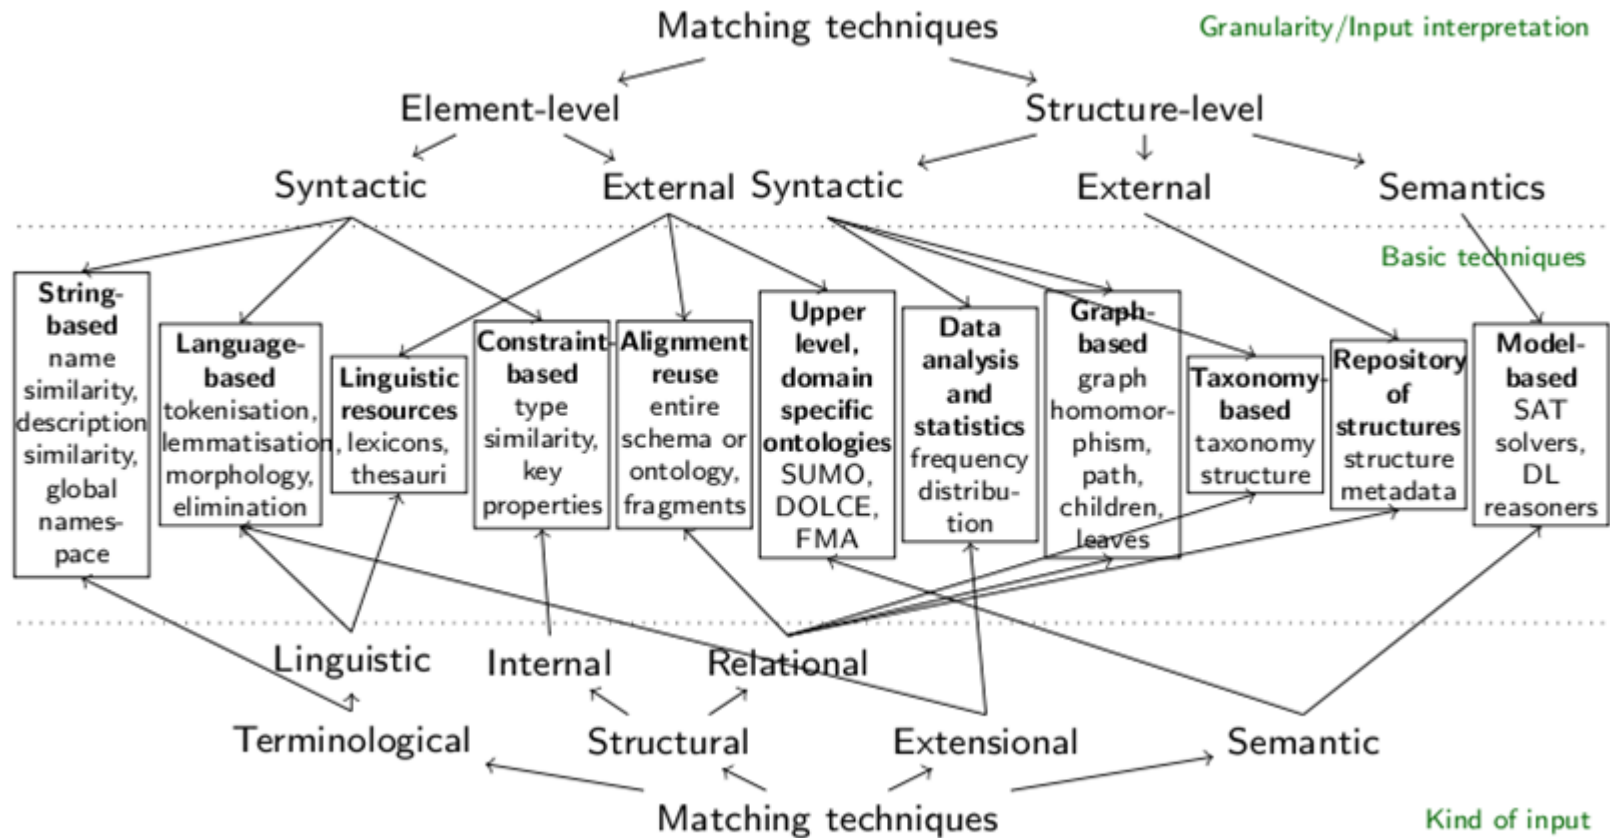 Matching techniques
Granularity/Input interpretation
Element-level
Structure-level
Syntactic
External
Syntactic
External
Semantics
Basic techniques
String-
based
name
similarity,
description
similarity,
global
names-
pace
Language-
based
tokenisation,
lemmatisation,
morphology,
elimination
Linguistic
resources
lexicons,
thesauri
Constraint-
based
type
similarity,
key
properties
Alignment
reuse
entire
schema or
ontology,
fragments
Upper
level,
domain
specific
ontologies
SUMO,
DOLCE,
FMA
Data
analysis
and
statistics
frequency
distribu-
tion
Graph-
based
graph
homomor-
phism,
path,
children,
leaves
Taxonomy-
based
taxonomy
structure
Repository
of
structures
structure
metadata
Model-
based
SAT
solvers,
DL
reasoners
Linguistic
Internal
Relational
Terminological
Structural
Extensional
Semantic
Matching techniques
Kind of input